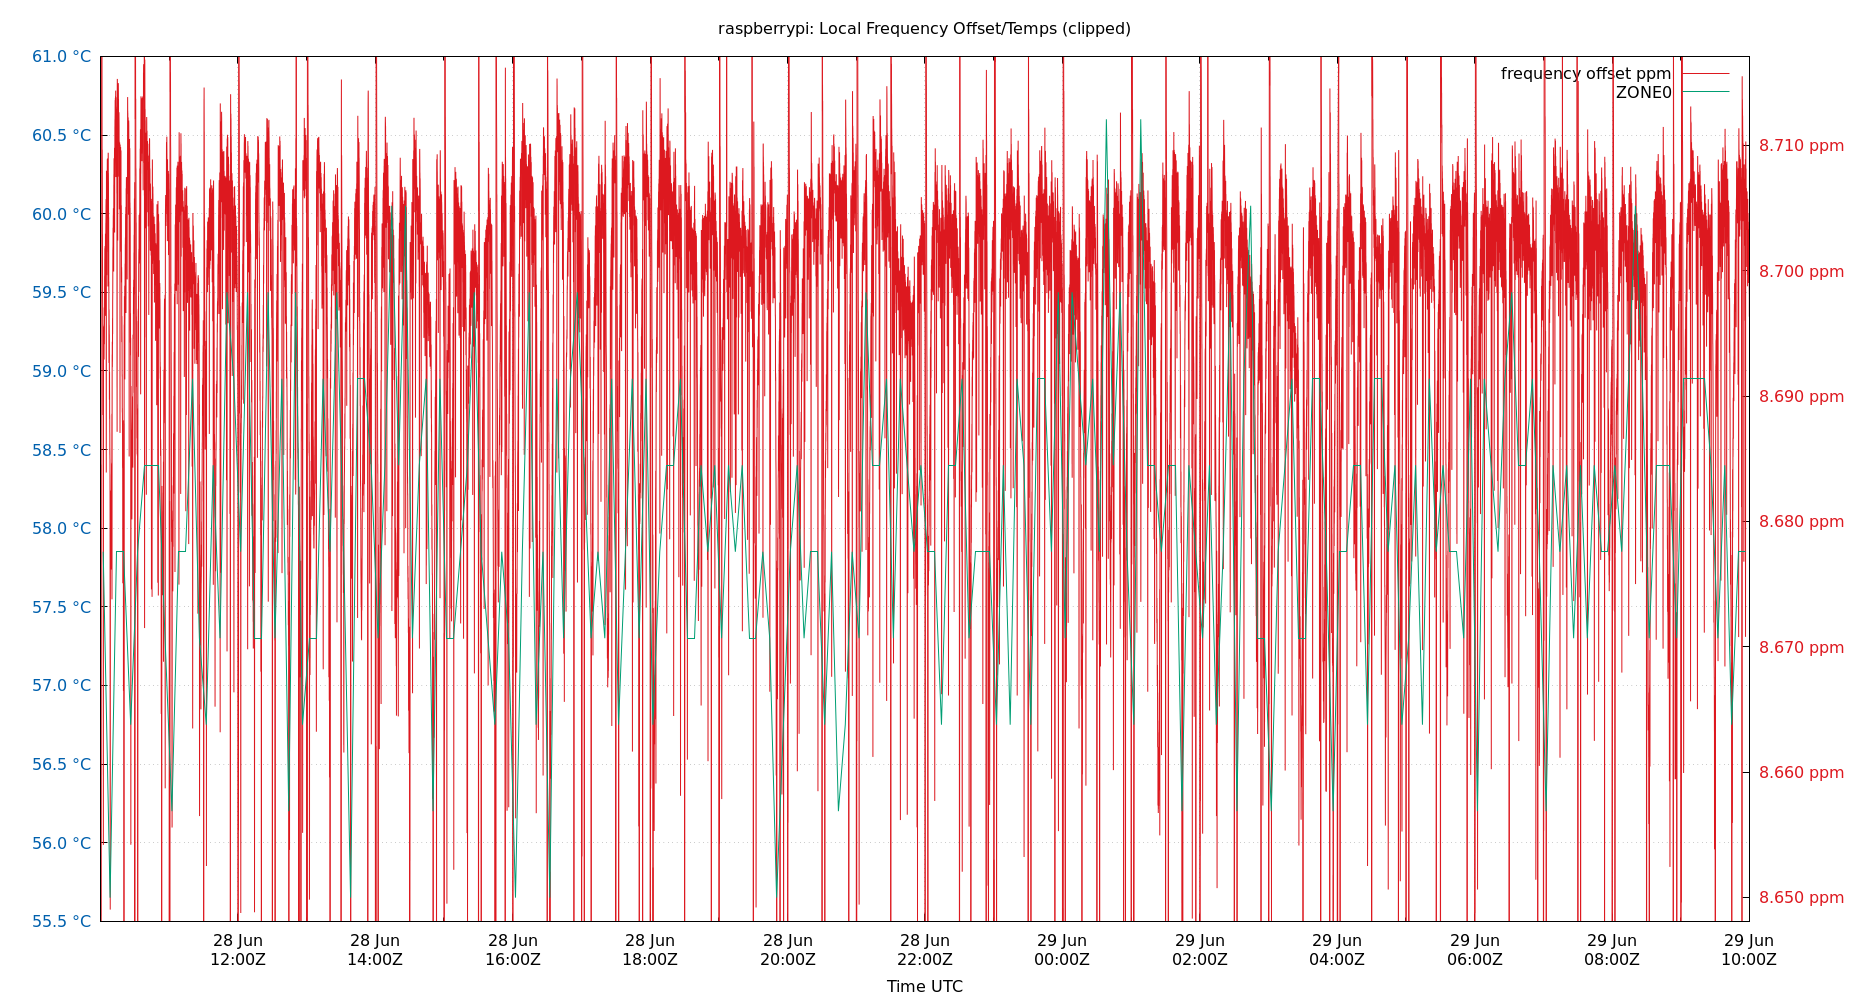 raspberrypi: Local Frequency Offset/Temps (clipped)
61.0 °C
60.5 °C
60.0 °C
59.5 °C
59.0 °C
58.5 °C
58.0 °C
57.5 °C
57.0 °C
56.5 °C
56.0 °C
55.5 °C
frequency offset ppm
ZONE0
8.710 ppm
8.700 ppm
8.690 ppm
8.680 ppm
8.670 ppm
8.660 ppm
8.650 ppm
28 Jun 28 Jun 28 Jun 28 Jun 28 Jun 28 Jun 29 Jun 29 Jun 29 Jun 29 Jun 29 Jun 29 Jun
12:00Z 14:00Z 16:00Z 18:00Z 20:00Z 22:00Z 00:00Z 02:00Z 04:00Z 06:00Z 08:00Z 10:00Z
Time UTC